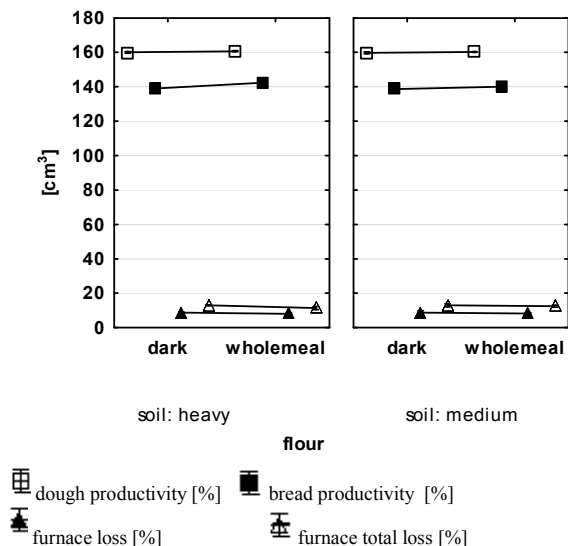 180
160
140
120
100
80
60
40
20
0
[cm³]
dark wholemeal dark wholemeal
soil: heavy soil: medium
flour
dough productivity [%] bread productivity [%]
furnace loss [%] furnace total loss [%]